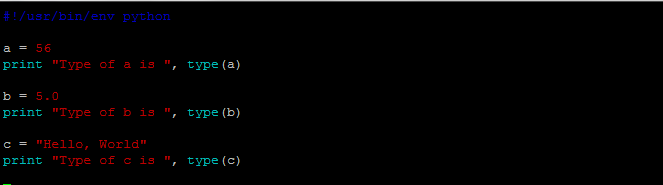 #!/usr/bin/env python
a = 56
print "Type of a is ", type(a)
b = 5.0
print "Type of b is ", type(b)
c = "Hello, World"
print "Type of c is ", type(c)